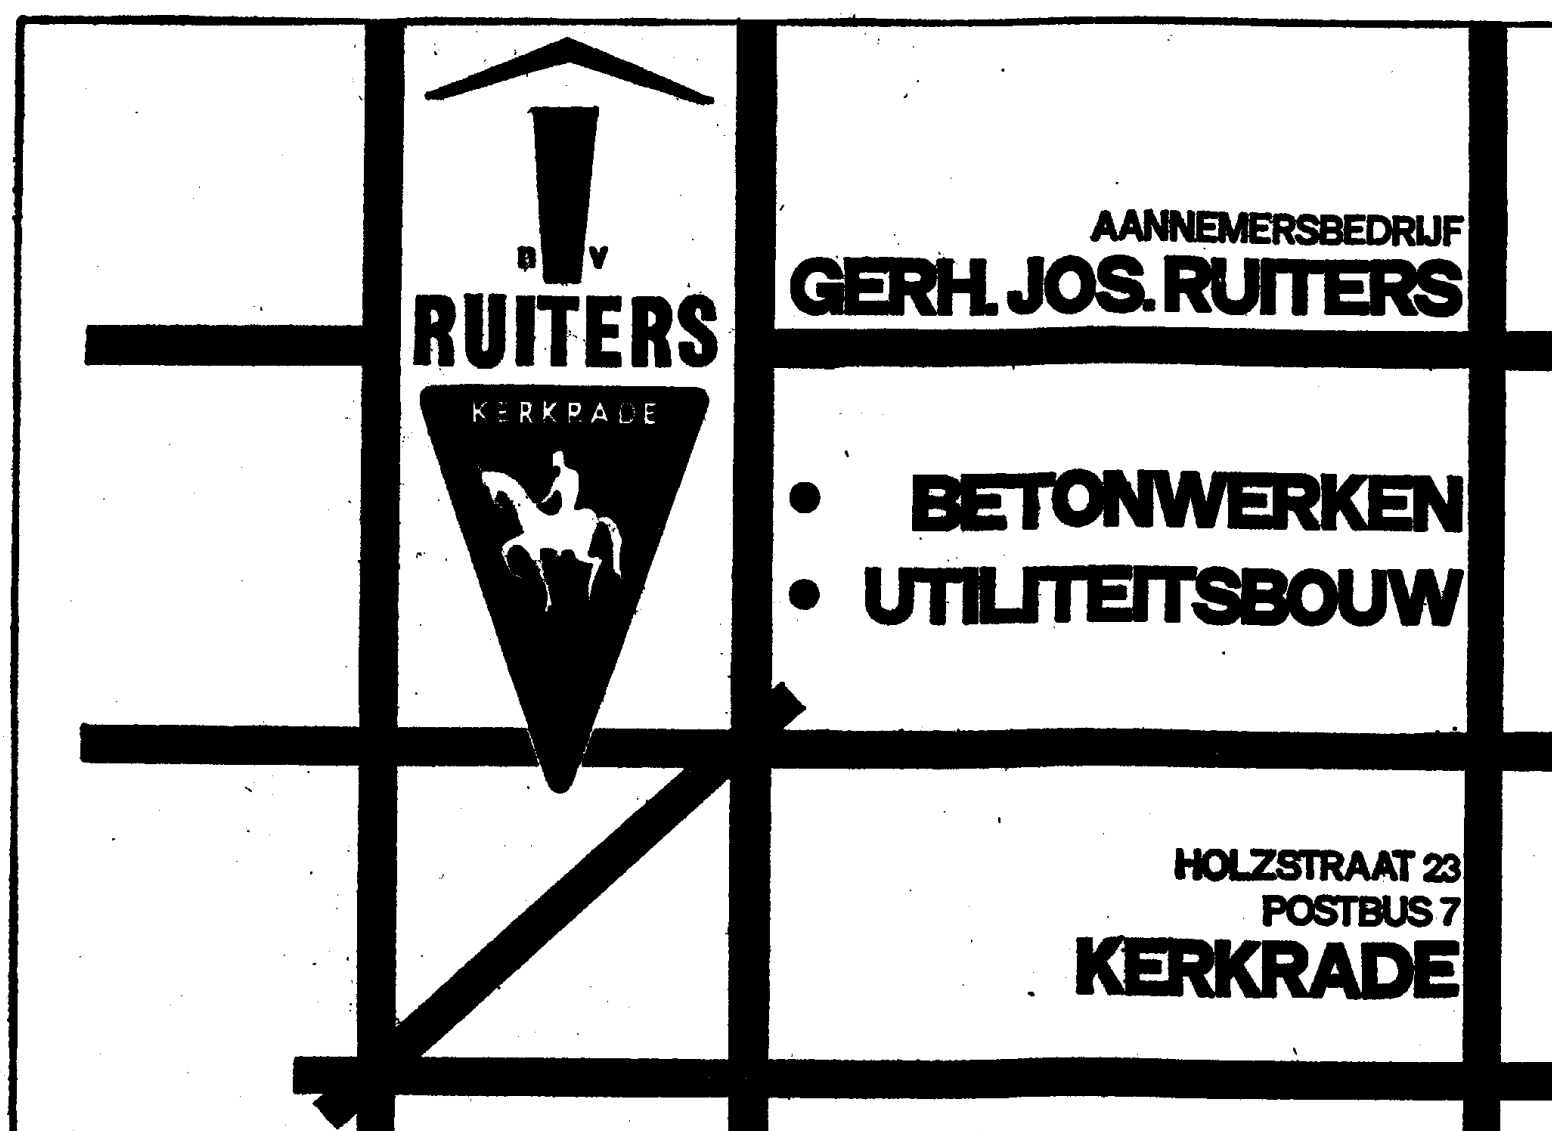 n v
RUITERS
KERKRADE
AANNEMERSBEDRIJF
GERH. JOS. RUITERS
• BETONWERKEN
• UTILITEITSBOUW
HOLZSTRAAT 23
POSTBUS 7
KERKRADE